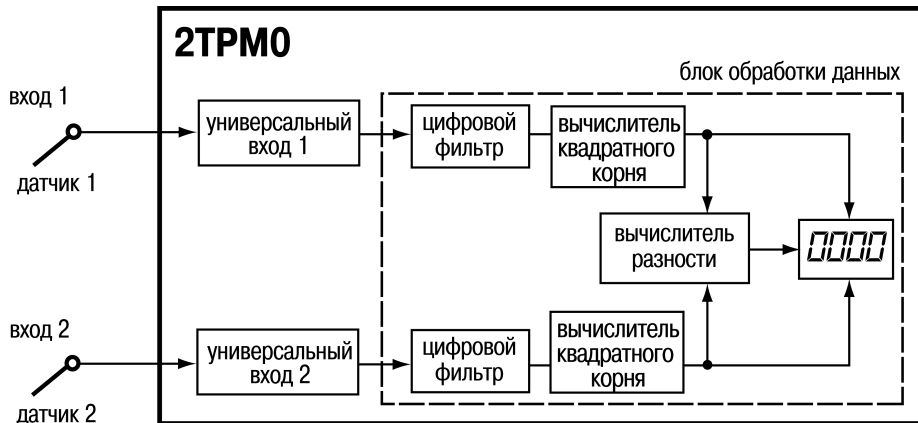 2ТРМ0
блок обработки данных
вход 1
датчик 1
универсальный
вход 1
цифровой
фильтр
вычислитель
квадратного
корня
вычислитель
разности
0000
вход 2
датчик 2
универсальный
вход 2
цифровой
фильтр
вычислитель
квадратного
корня